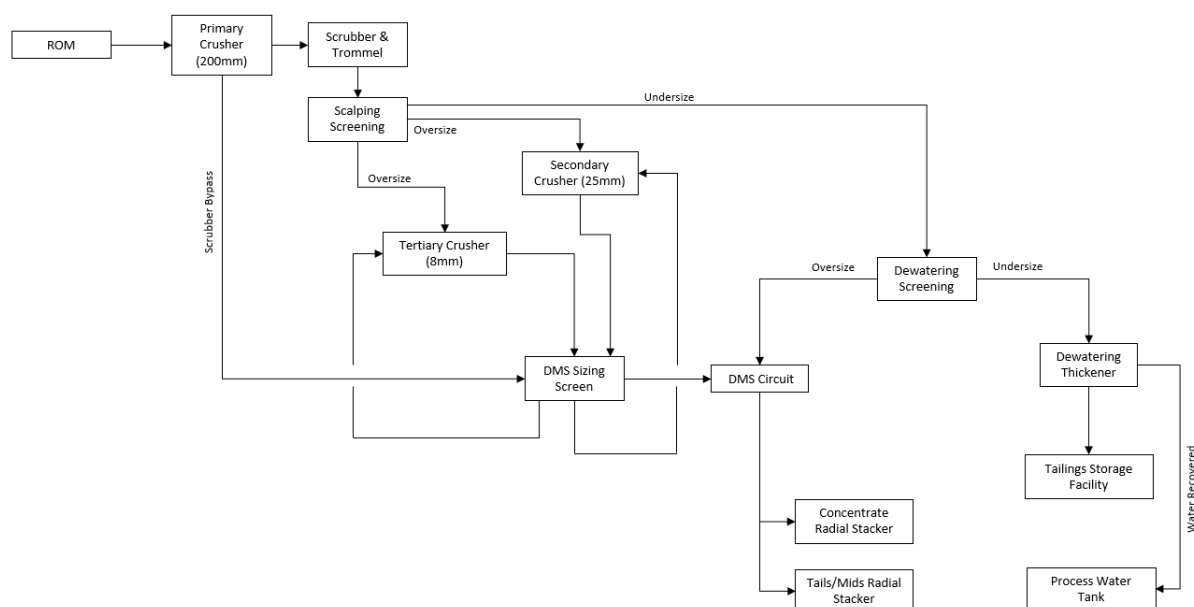 ROM
Primary
Crusher
(200mm)
Scrubber &
Trommel
Scalping
Screening
Undersize
Oversize
Oversize
Secondary
Crusher (25mm)
Scrubber Bypass
Tertiary Crusher
(8mm)
Oversize
Dewatering
Screening
Undersize
DMS Sizing
Screen
DMS Circuit
Dewatering
Thickener
Water Recovered
Tailings Storage
Facility
Concentrate
Radial Stacker
Tails/Mids Radial
Stacker
Process Water
Tank